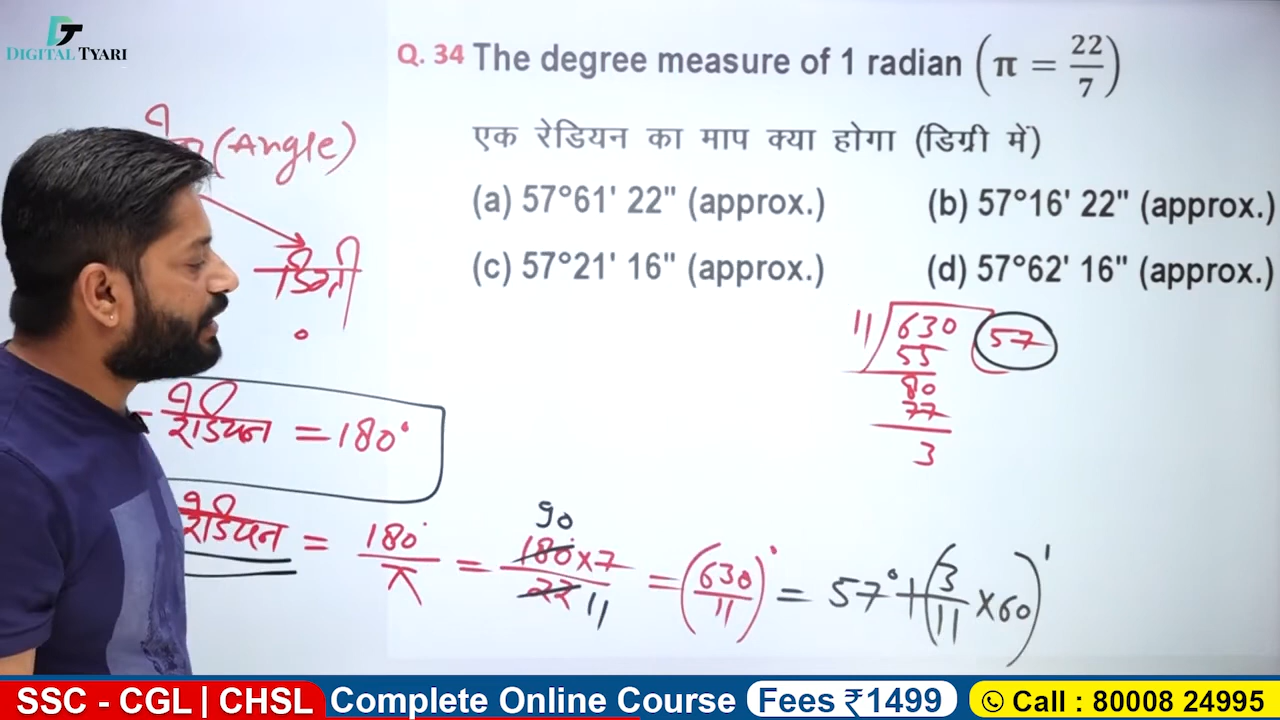 DIGITAL TYARI
Q. 34 The degree measure of 1 radian (π = 22/7)
एक रेडियन का माप क्या होगा (डिग्री में)
(a) 57°61' 22" (approx.) (b) 57°16' 22" (approx.)
(c) 57°21' 16" (approx.) (d) 57°62' 16" (approx.)
(Angle)
डिग्री
°
11 630 57
55
80
77
3
रेडियन = 180°
रेडियन = 180°/π = 180°×7/22 90 11 = (630/11)° = 57° + (3/11 × 60)'
SSC - CGL | CHSL Complete Online Course Fees ₹1499 Call : 80008 24995